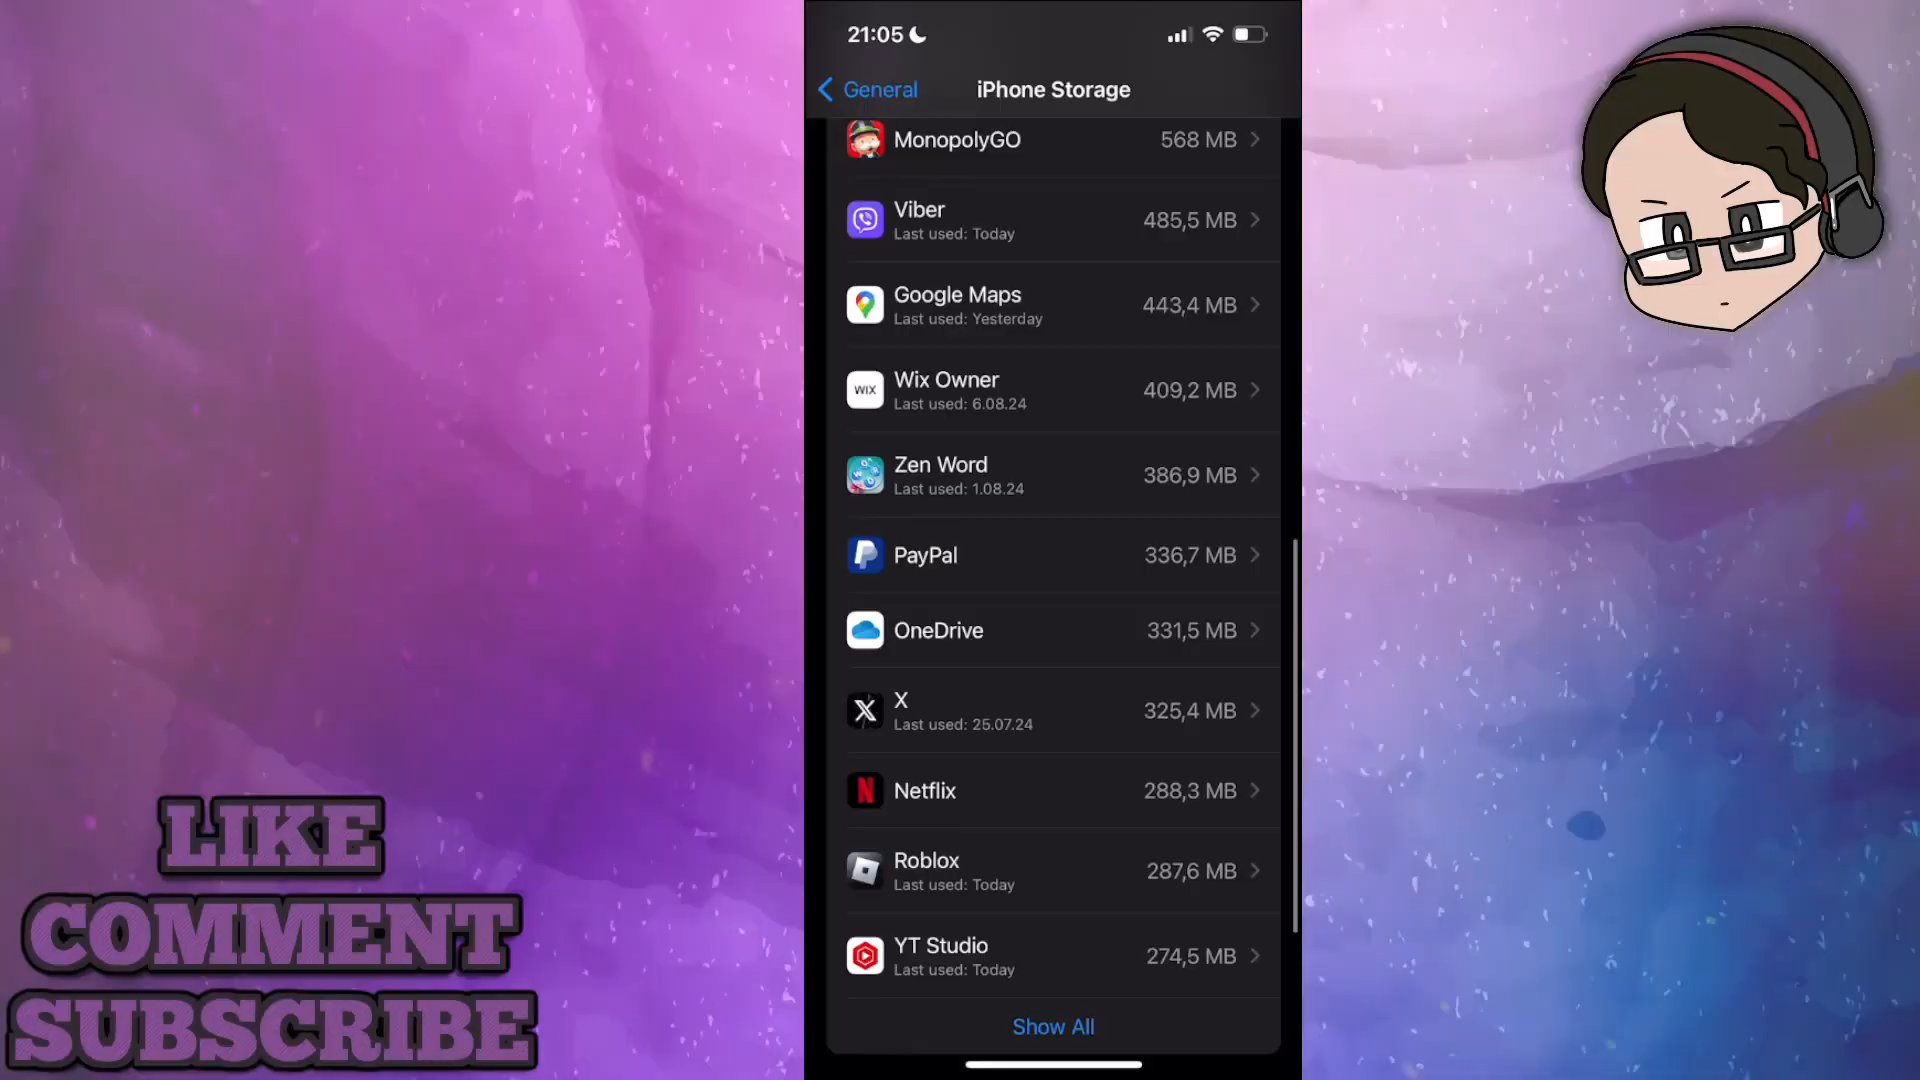 21:05
General
iPhone Storage
MonopolyGO
568 MB
Viber
Last used: Today
485,5 MB
Google Maps
Last used: Yesterday
443,4 MB
WIX
Wix Owner
Last used: 6.08.24
409,2 MB
Zen Word
Last used: 1.08.24
386,9 MB
PayPal
336,7 MB
OneDrive
331,5 MB
X
Last used: 25.07.24
325,4 MB
Netflix
288,3 MB
Roblox
Last used: Today
287,6 MB
YT Studio
Last used: Today
274,5 MB
Show All
LIKE
COMMENT
SUBSCRIBE